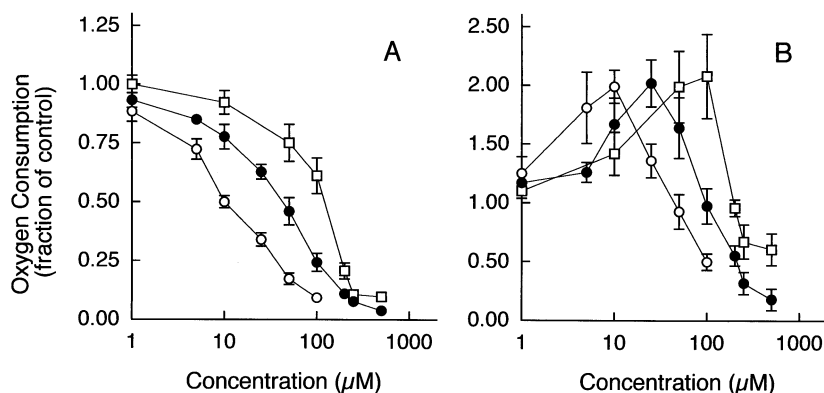 A
B
Oxygen Consumption
(fraction of control)
1.25
1.00
0.75
0.50
0.25
0.00
1 10 100 1000
Concentration (µM)
2.50
2.00
1.50
1.00
0.50
0.00
1 10 100 1000
Concentration (µM)